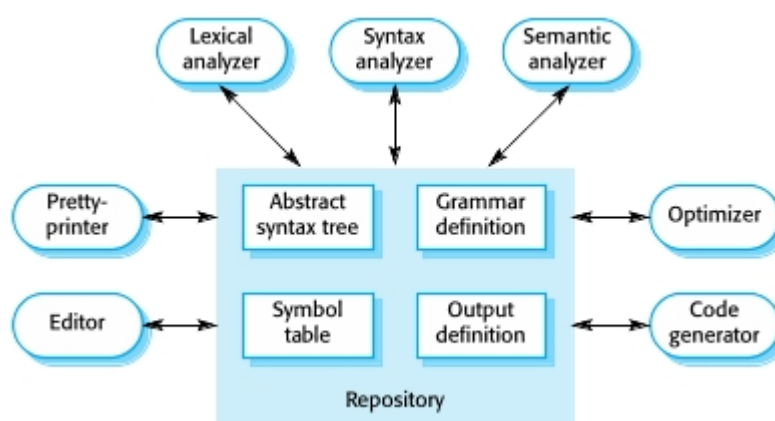 Lexical
analyzer
Syntax
analyzer
Semantic
analyzer
Pretty-
printer
Abstract
syntax tree
Grammar
definition
Optimizer
Editor
Symbol
table
Output
definition
Code
generator
Repository